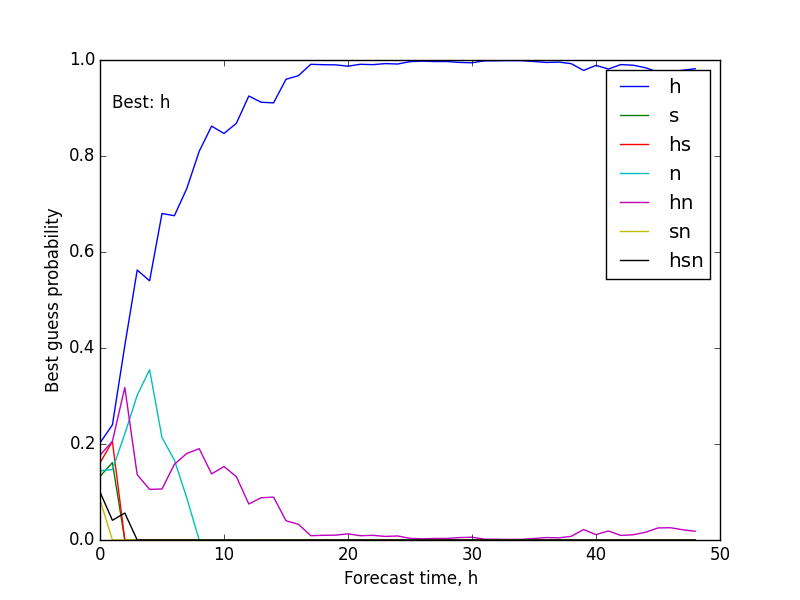 1.0
0.8
0.6
0.4
0.2
0.0
Best guess probability
Best: h
h
s
hs
n
hn
sn
hsn
0 10 20 30 40 50
Forecast time, h